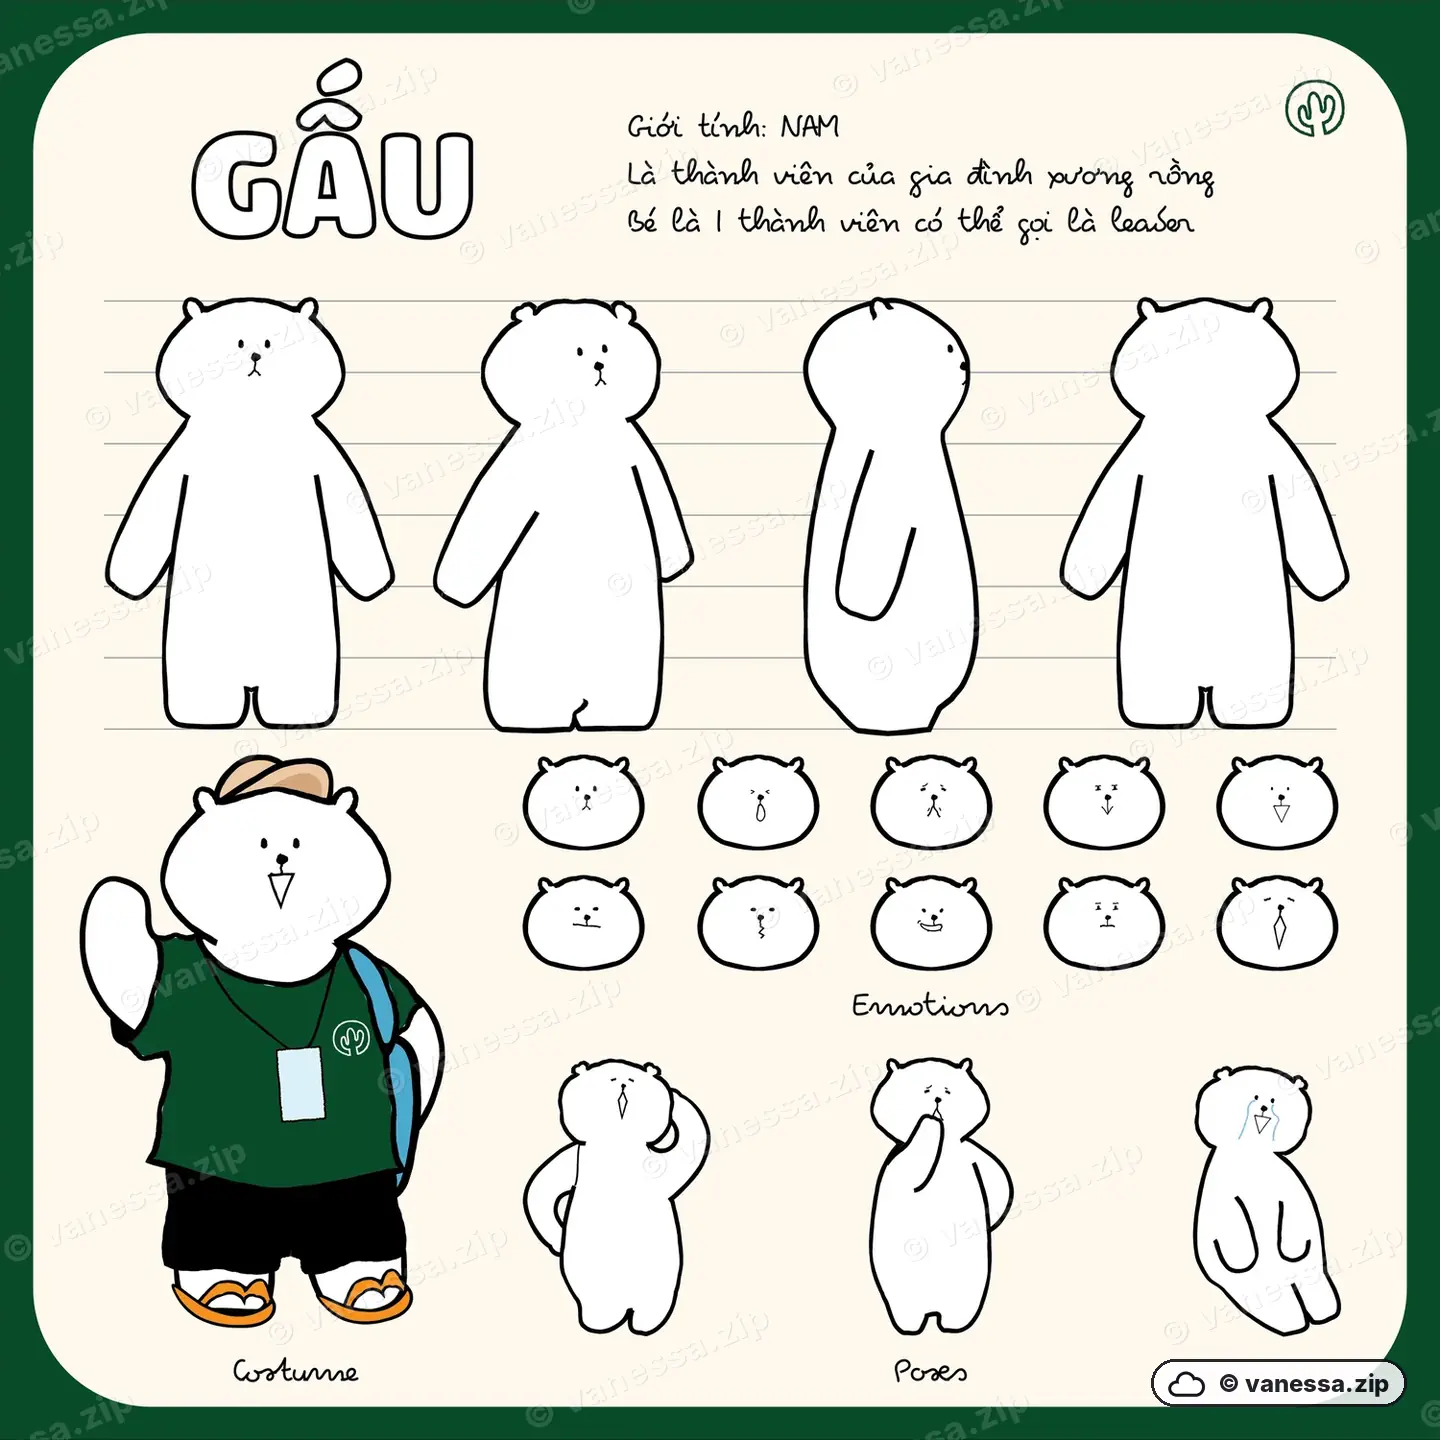 GẤU
Giới tính: NAM
Là thành viên của gia đình xương rồng
Bé là 1 thành viên có thể gọi là leader
Emotions
Costume
Poses
© vanessa.zip